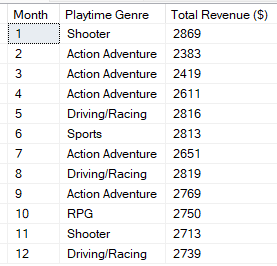 Month Playtime Genre Total Revenue ($)
1 Shooter 2869
2 Action Adventure 2383
3 Action Adventure 2419
4 Action Adventure 2611
5 Driving/Racing 2816
6 Sports 2813
7 Action Adventure 2651
8 Driving/Racing 2819
9 Action Adventure 2769
10 RPG 2750
11 Shooter 2713
12 Driving/Racing 2739